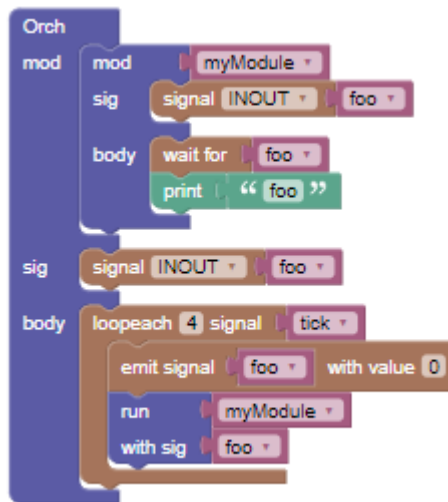 Orch
mod mod myModule
sig signal INOUT foo
body wait for foo
print “ foo ”
sig signal INOUT foo
body loopeach 4 signal tick
emit signal foo with value 0
run myModule
with sig foo